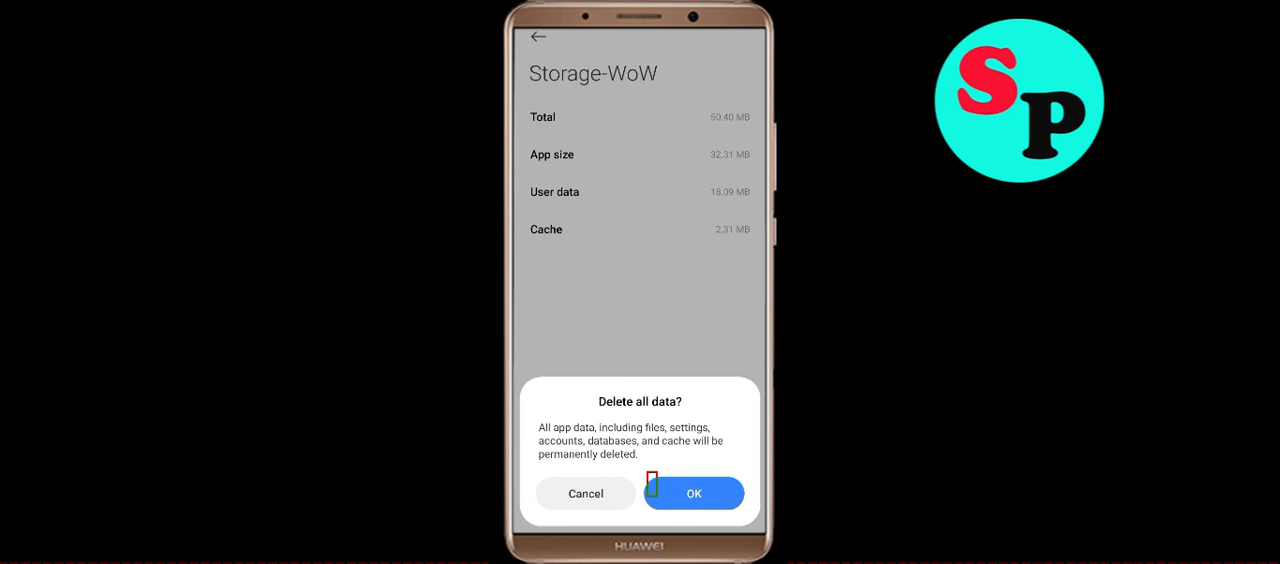 Storage-WoW
Total 50.40 MB
App size 32.31 MB
User data 18.09 MB
Cache 2.31 MB
Delete all data?
All app data, including files, settings,
accounts, databases, and cache will be
permanently deleted.
Cancel OK
HUAWEI
SP